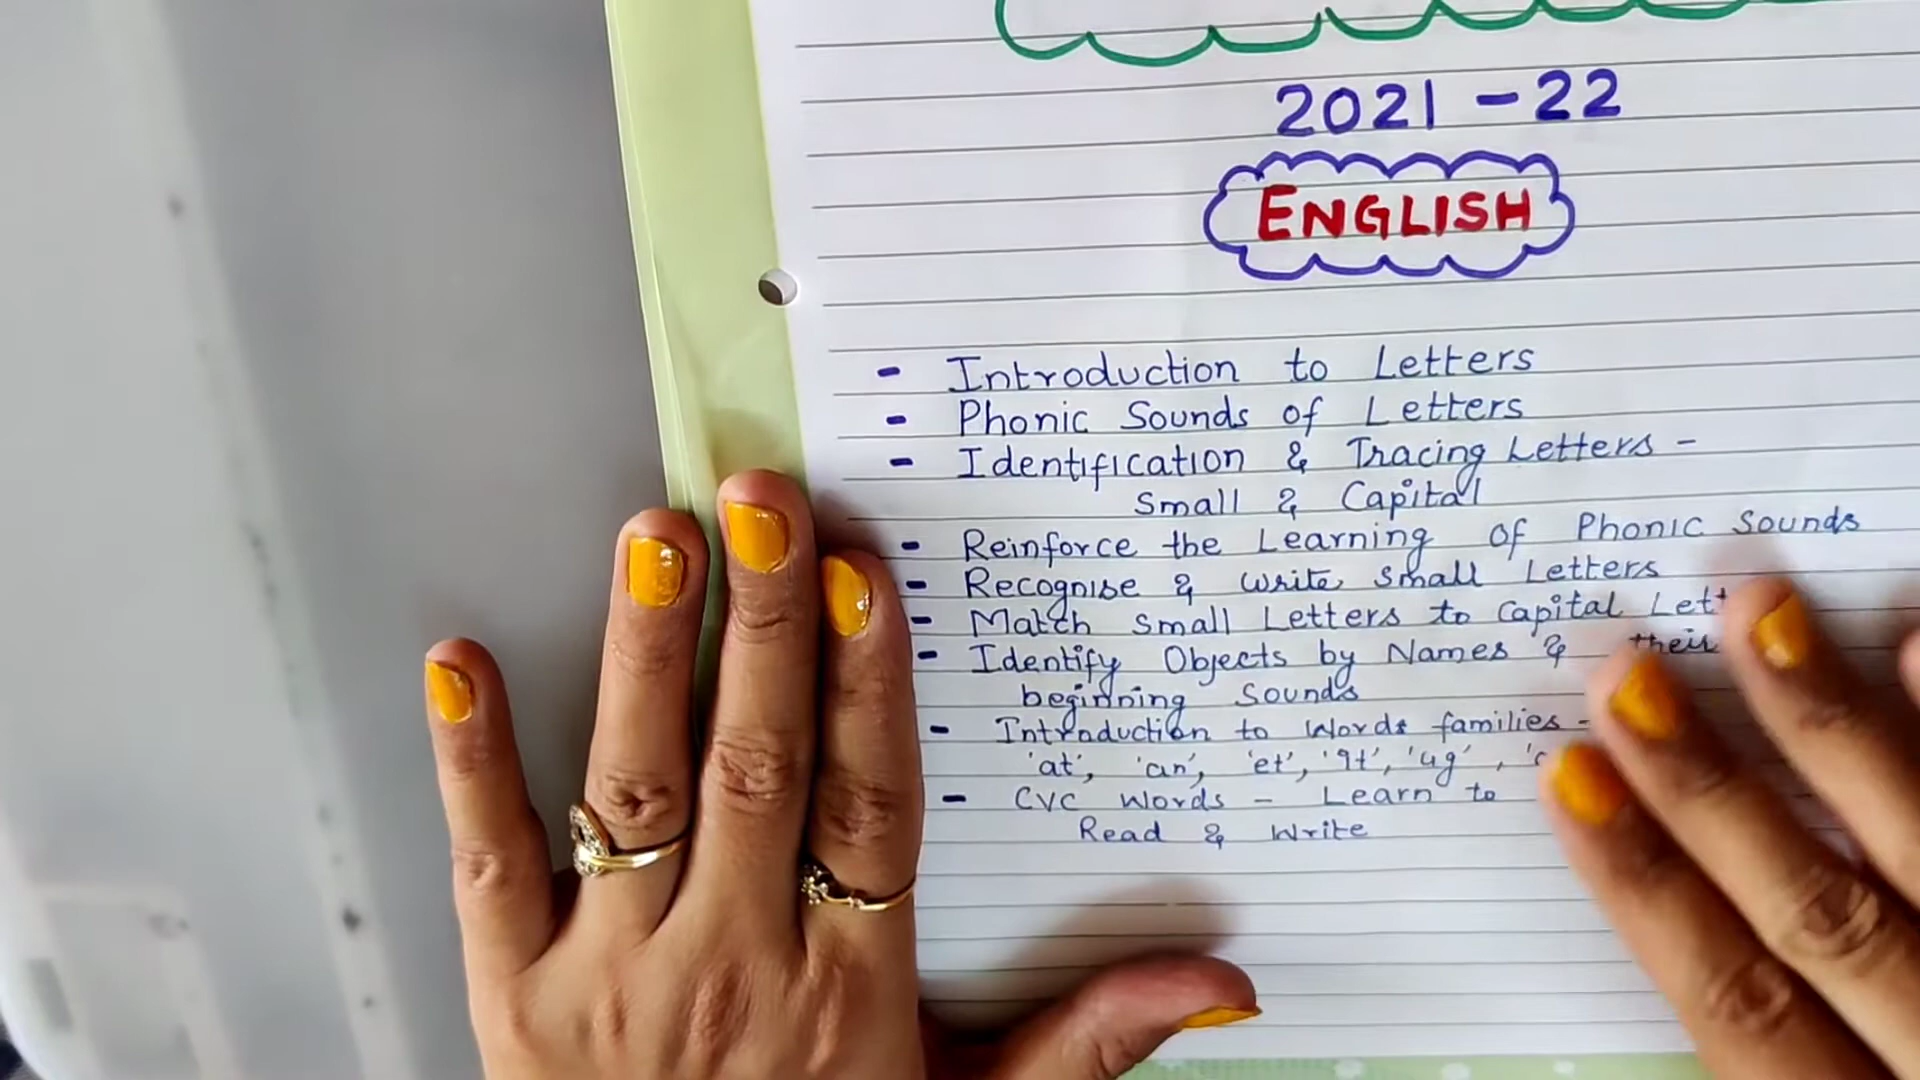 2021 - 22
ENGLISH
- Introduction to Letters
- Phonic Sounds of Letters
- Identification & Tracing Letters -
Small & Capital
- Reinforce the Learning of Phonic Sounds
- Recognise & write small Letters
- Match Small Letters to Capital
- Identify Objects by Names & their
beginning Sounds
- Introduction to Words families -
'at', 'an', 'et', 'ug',
- CVC Words - Learn to
Read & Write